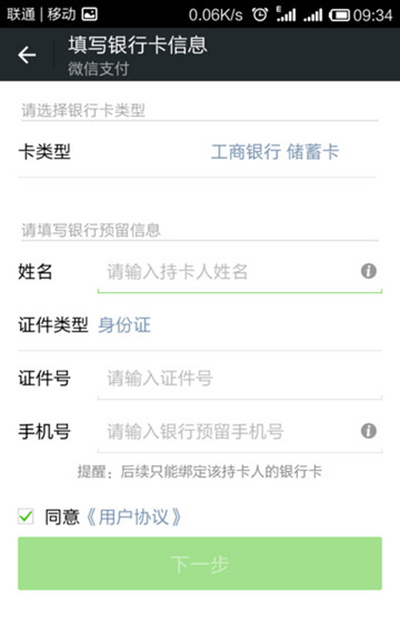 联通 | 移动 0.06K/s 09:34
填写银行卡信息
微信支付
请选择银行卡类型
卡类型 工商银行 储蓄卡
请填写银行预留信息
姓名 请输入持卡人姓名
证件类型 身份证
证件号 请输入证件号
手机号 请输入银行预留手机号
提醒：后续只能绑定该持卡人的银行卡
同意《用户协议》
下一步